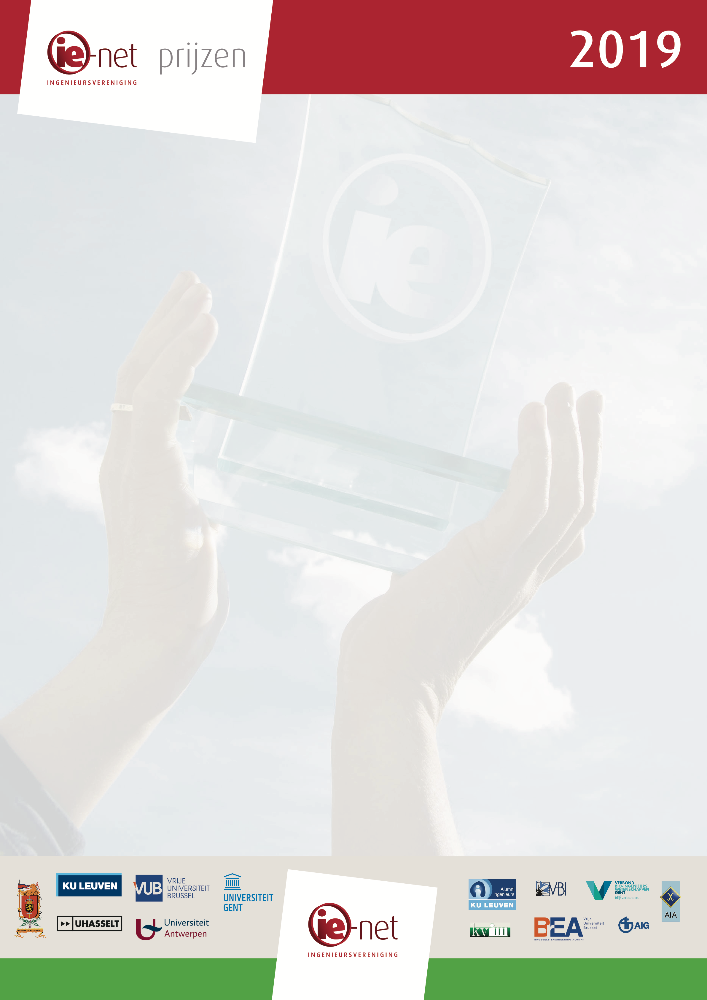 ie-net
INGENIEURSVERENIGING
prijzen
2019
ie
KU LEUVEN
VUB
VRIJE
UNIVERSITEIT
BRUSSEL
UNIVERSITEIT
GENT
UHASSELT
Universiteit
Antwerpen
ie-net
INGENIEURSVERENIGING
Alumni
Ingenieurs
KU LEUVEN
VBI
VERBOND
BIO-INGENIEURS
WETENSCHAPPEN
GENT
blijf verbonden...
AIA
kvim
BEA
Vrije
Universiteit
Brussel
BRUSSELS ENGINEERING ALUMNI
AIG